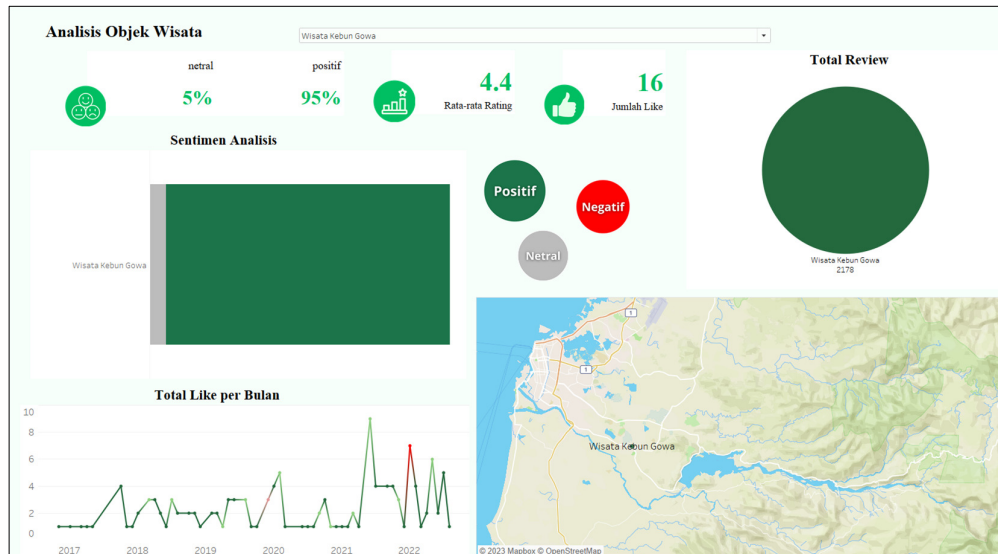 Analisis Objek Wisata
Wisata Kebun Gowa
netral
positif
5%
95%
4.4
Rata-rata Rating
16
Jumlah Like
Total Review
Wisata Kebun Gowa
2178
Sentimen Analisis
Wisata Kebun Gowa
Positif
Negatif
Netral
1
1
Wisata Kebun Gowa
© 2023 Mapbox © OpenStreetMap
Total Like per Bulan
10
8
6
4
2
0
2017 2018 2019 2020 2021 2022